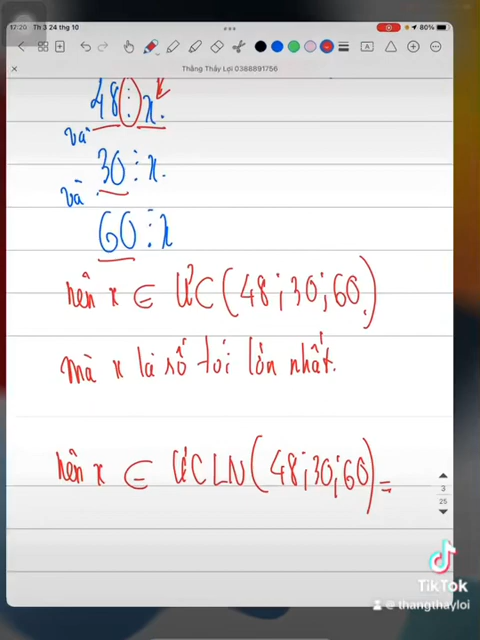 17:20 Th 3 24 thg 10
80%
Thắng Thầy Lợi 0388891756
48 ⋮ x.
và
30 ⋮ x.
và
60 ⋮ x
nên x ∈ ƯC(48;30;60)
mà x là số tới lớn nhất.
nên x ∈ ƯCLN(48;30;60) =
3
25
TikTok
@thangthayloi